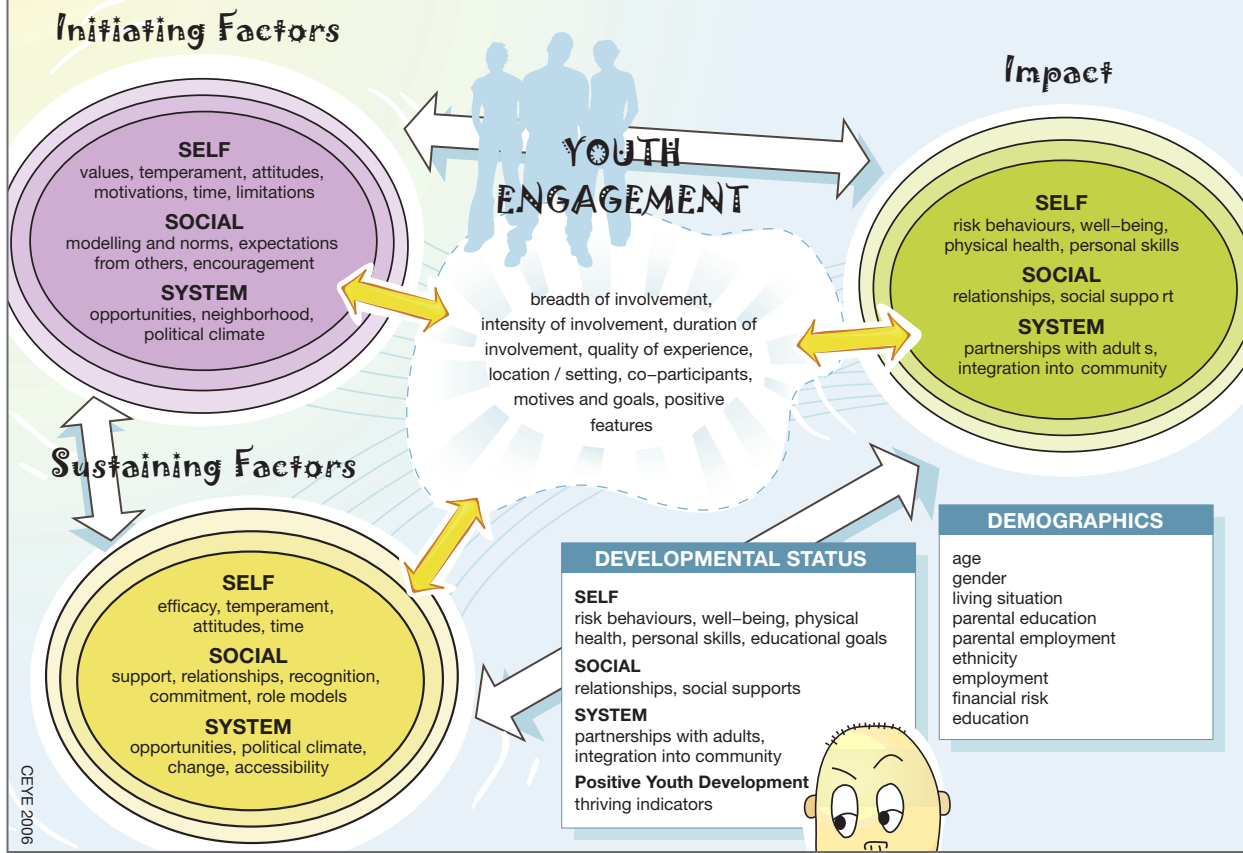 Initiating Factors
SELF
values, temperament, attitudes,
motivations, time, limitations
SOCIAL
modelling and norms, expectations
from others, encouragement
SYSTEM
opportunities, neighborhood,
political climate
YOUTH
ENGAGEMENT
breadth of involvement,
intensity of involvement, duration of
involvement, quality of experience,
location / setting, co–participants,
motives and goals, positive
features
Impact
SELF
risk behaviours, well–being,
physical health, personal skills
SOCIAL
relationships, social suppo rt
SYSTEM
partnerships with adult s,
integration into community
Sustaining Factors
SELF
efficacy, temperament,
attitudes, time
SOCIAL
support, relationships, recognition,
commitment, role models
SYSTEM
opportunities, political climate,
change, accessibility
DEVELOPMENTAL STATUS
SELF
risk behaviours, well–being, physical
health, personal skills, educational goals
SOCIAL
relationships, social supports
SYSTEM
partnerships with adults,
integration into community
Positive Youth Development
thriving indicators
DEMOGRAPHICS
age
gender
living situation
parental education
parental employment
ethnicity
employment
financial risk
education
CEYE 2006